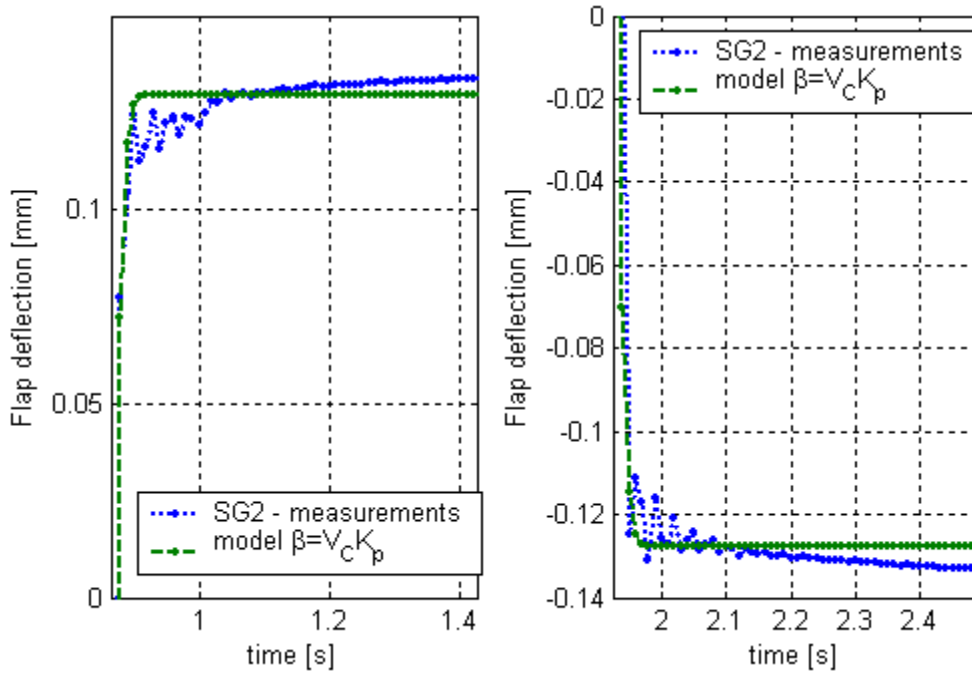 Flap deflection [mm]
0.1
0.05
0
SG2 - measurements
model β=V_CK_p
1
1.2
1.4
time [s]
Flap deflection [mm]
0
-0.02
-0.04
-0.06
-0.08
-0.1
-0.12
-0.14
SG2 - measurements
model β=V_CK_p
2
2.1
2.2
2.3
2.4
time [s]